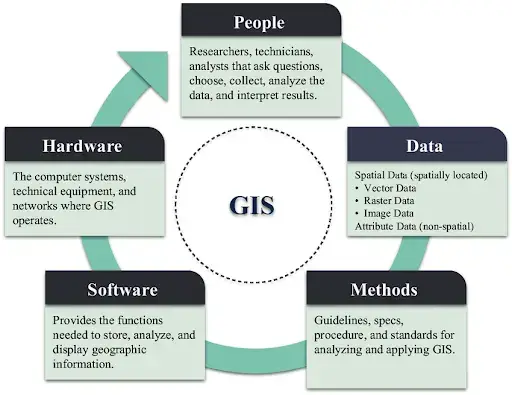 People
Researchers, technicians,
analysts that ask questions,
choose, collect, analyze the
data, and interpret results.
Hardware
The computer systems,
technical equipment, and
networks where GIS
operates.
GIS
Data
Spatial Data (spatially located)
• Vector Data
• Raster Data
• Image Data
Attribute Data (non-spatial)
Software
Provides the functions
needed to store, analyze, and
display geographic
information.
Methods
Guidelines, specs,
procedure, and standards for
analyzing and applying GIS.